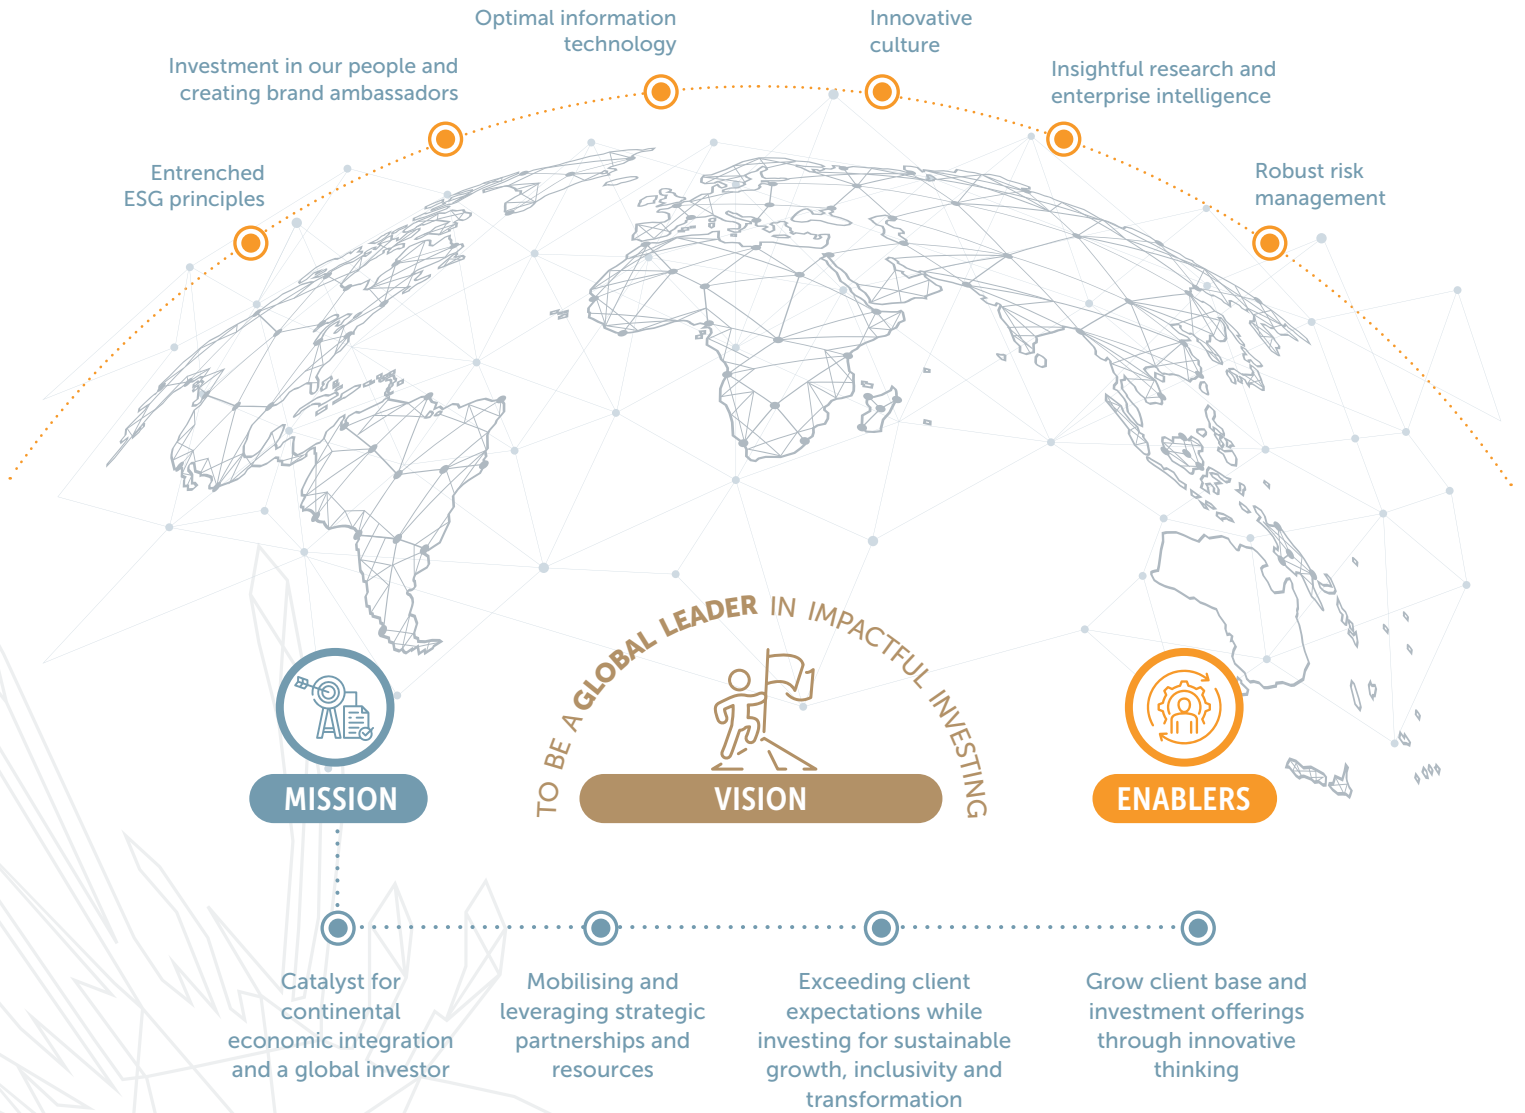 Optimal information
technology
Innovative
culture
Investment in our people and
creating brand ambassadors
Insightful research and
enterprise intelligence
Entrenched
ESG principles
Robust risk
management
TO BE A GLOBAL LEADER IN IMPACTFUL INVESTING
MISSION
VISION
ENABLERS
Catalyst for
continental
economic integration
and a global investor
Mobilising and
leveraging strategic
partnerships and
resources
Exceeding client
expectations while
investing for sustainable
growth, inclusivity and
transformation
Grow client base and
investment offerings
through innovative
thinking